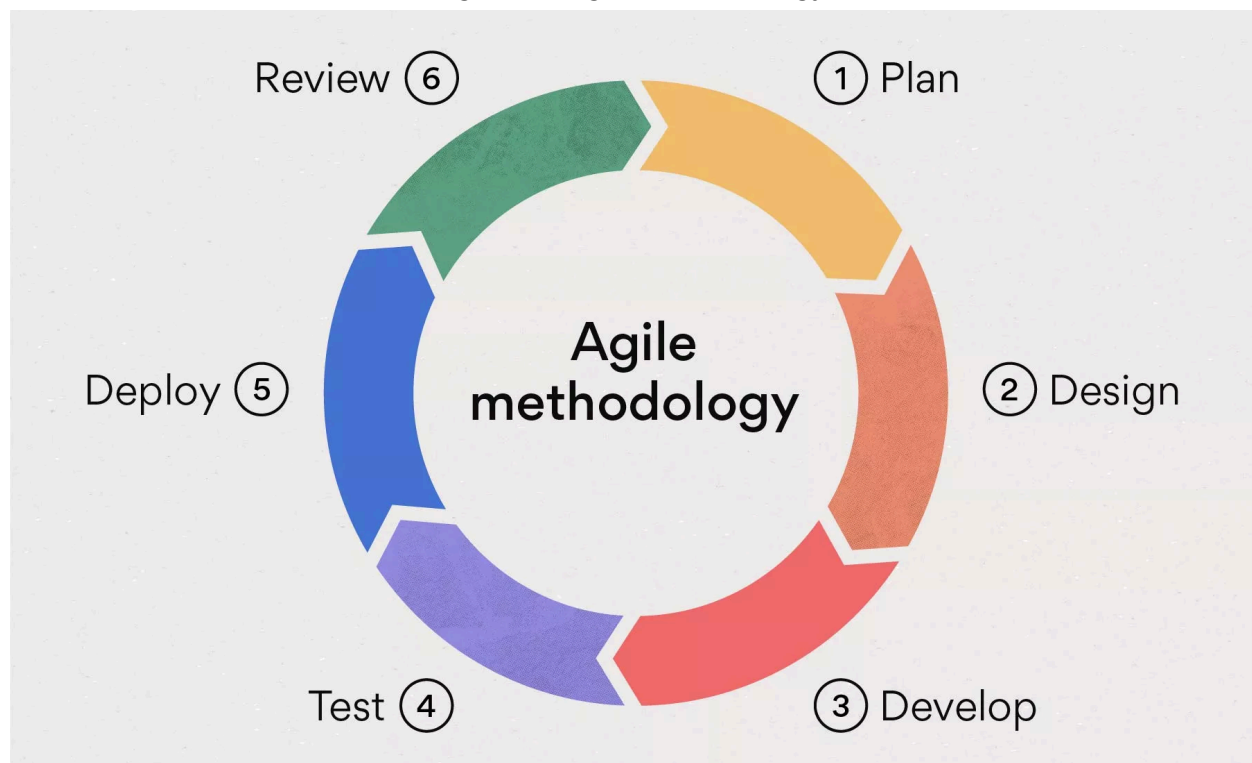 Agile
methodology
1 Plan
2 Design
3 Develop
Test 4
Deploy 5
Review 6